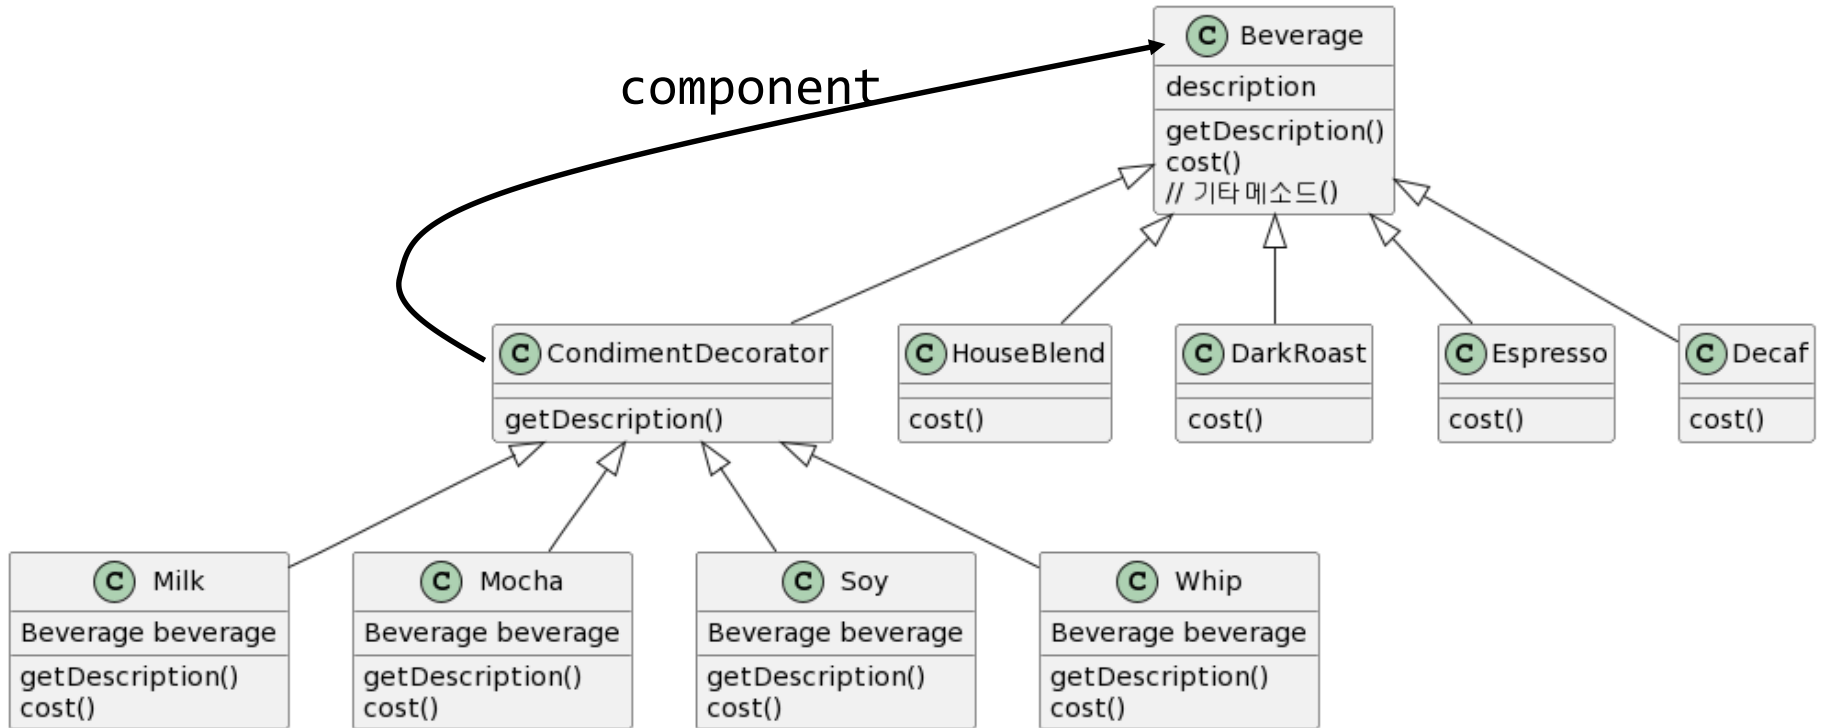 component
C Beverage
description
getDescription()
cost()
// 기타 메소드()
C CondimentDecorator
getDescription()
C HouseBlend
cost()
C DarkRoast
cost()
C Espresso
cost()
C Decaf
cost()
C Milk
Beverage beverage
getDescription()
cost()
C Mocha
Beverage beverage
getDescription()
cost()
C Soy
Beverage beverage
getDescription()
cost()
C Whip
Beverage beverage
getDescription()
cost()